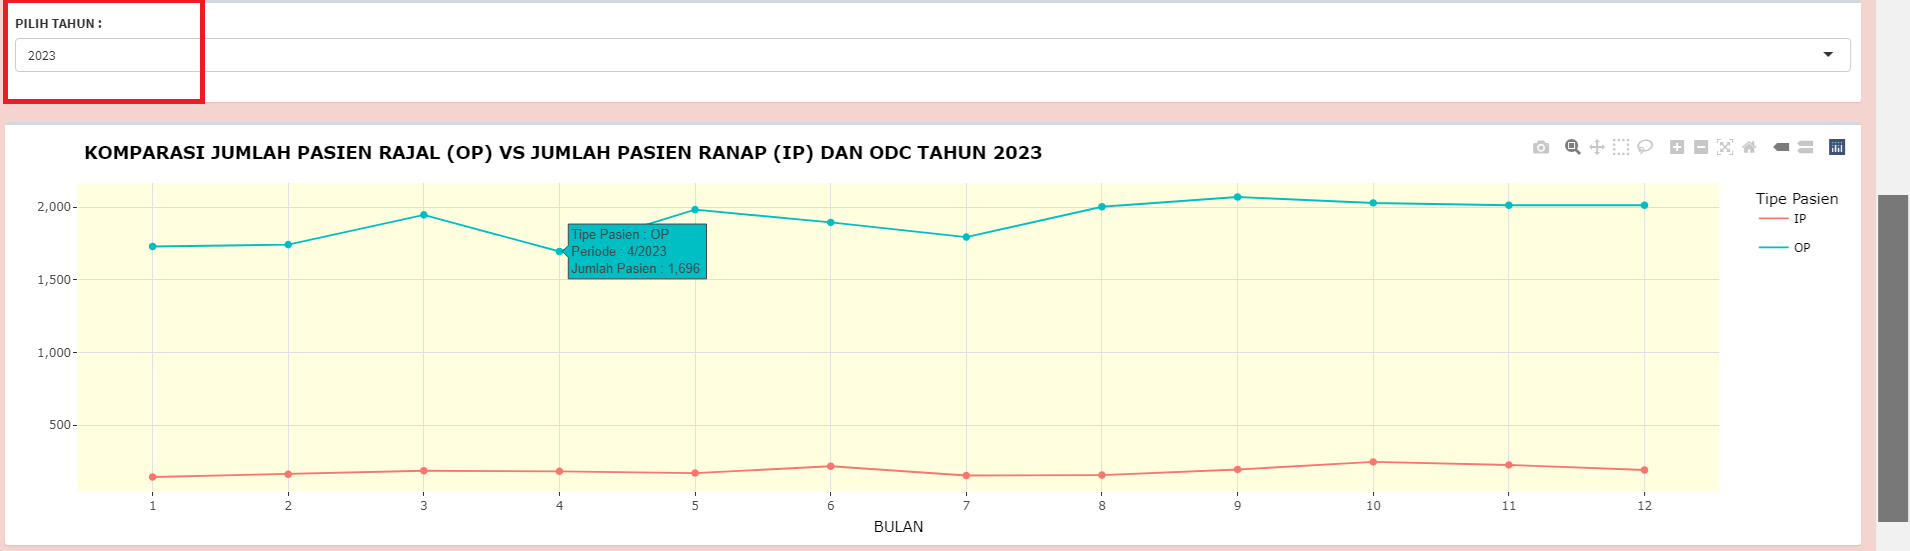 PILIH TAHUN :
2023
KOMPARASI JUMLAH PASIEN RAJAL (OP) VS JUMLAH PASIEN RANAP (IP) DAN ODC TAHUN 2023
Tipe Pasien
IP
OP
2,000
1,500
1,000
500
Tipe Pasien : OP
Periode : 4/2023
Jumlah Pasien : 1,696
1 2 3 4 5 6 7 8 9 10 11 12
BULAN